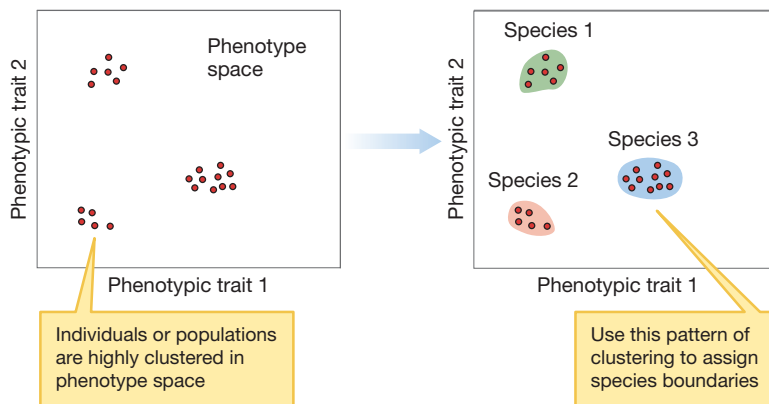 Phenotype
space
Phenotypic trait 2
Phenotypic trait 1
Individuals or populations
are highly clustered in
phenotype space
Species 1
Species 3
Species 2
Phenotypic trait 2
Phenotypic trait 1
Use this pattern of
clustering to assign
species boundaries